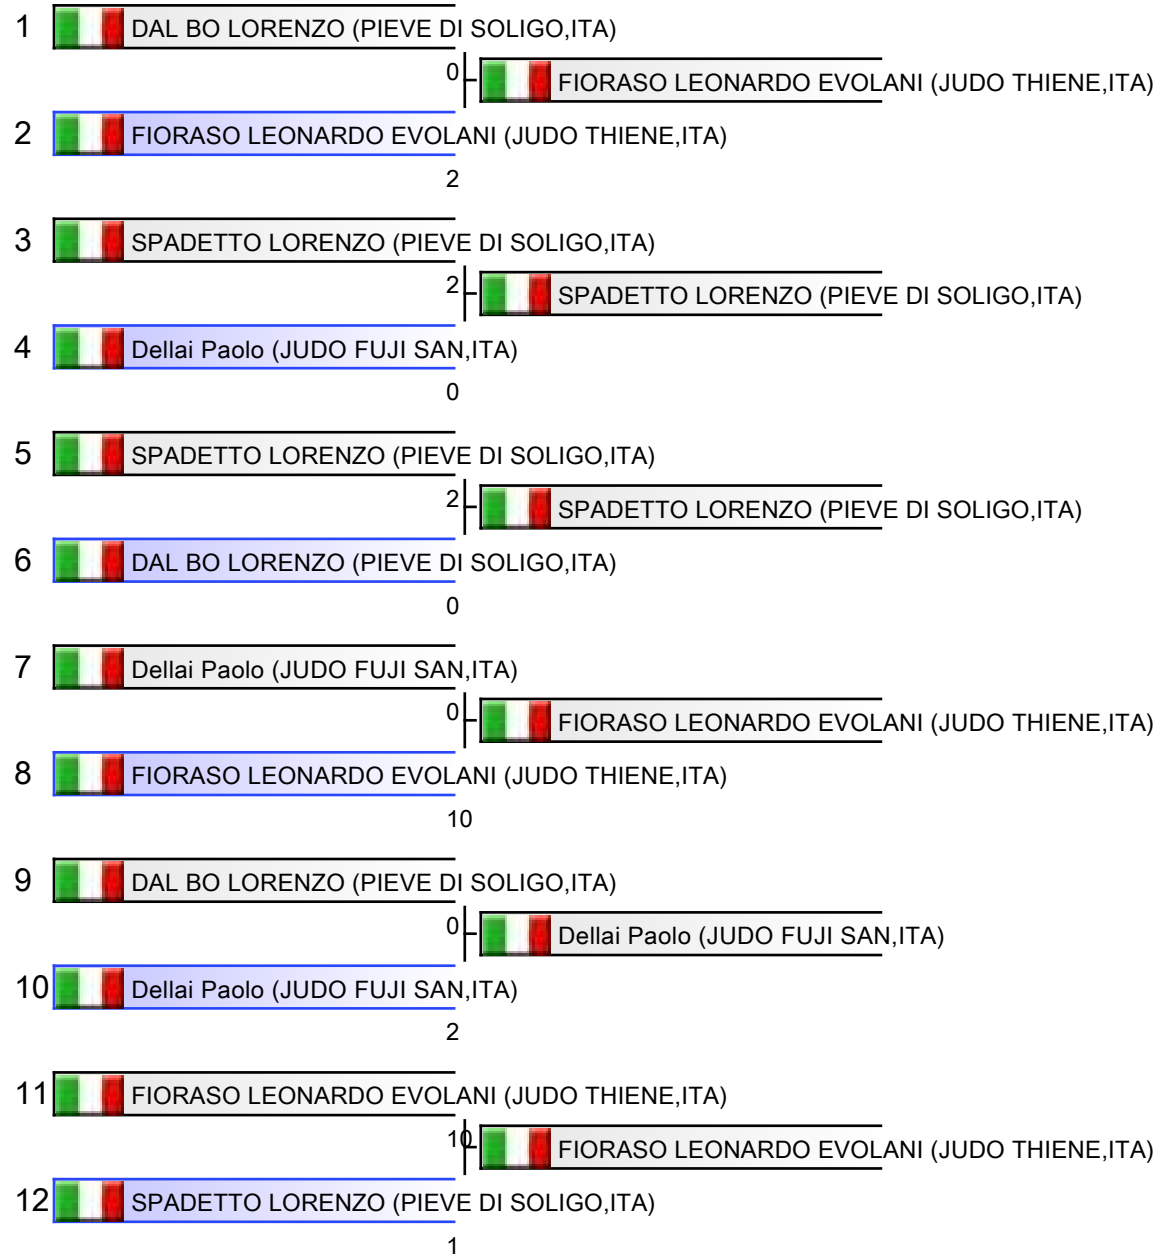 1 DAL BO LORENZO (PIEVE DI SOLIGO,ITA)
0 FIORASO LEONARDO EVOLANI (JUDO THIENE,ITA)
2 FIORASO LEONARDO EVOLANI (JUDO THIENE,ITA)
2
3 SPADETTO LORENZO (PIEVE DI SOLIGO,ITA)
2 SPADETTO LORENZO (PIEVE DI SOLIGO,ITA)
4 Dellai Paolo (JUDO FUJI SAN,ITA)
0
5 SPADETTO LORENZO (PIEVE DI SOLIGO,ITA)
2 SPADETTO LORENZO (PIEVE DI SOLIGO,ITA)
6 DAL BO LORENZO (PIEVE DI SOLIGO,ITA)
0
7 Dellai Paolo (JUDO FUJI SAN,ITA)
0 FIORASO LEONARDO EVOLANI (JUDO THIENE,ITA)
8 FIORASO LEONARDO EVOLANI (JUDO THIENE,ITA)
10
9 DAL BO LORENZO (PIEVE DI SOLIGO,ITA)
0 Dellai Paolo (JUDO FUJI SAN,ITA)
10 Dellai Paolo (JUDO FUJI SAN,ITA)
2
11 FIORASO LEONARDO EVOLANI (JUDO THIENE,ITA)
10 FIORASO LEONARDO EVOLANI (JUDO THIENE,ITA)
12 SPADETTO LORENZO (PIEVE DI SOLIGO,ITA)
1